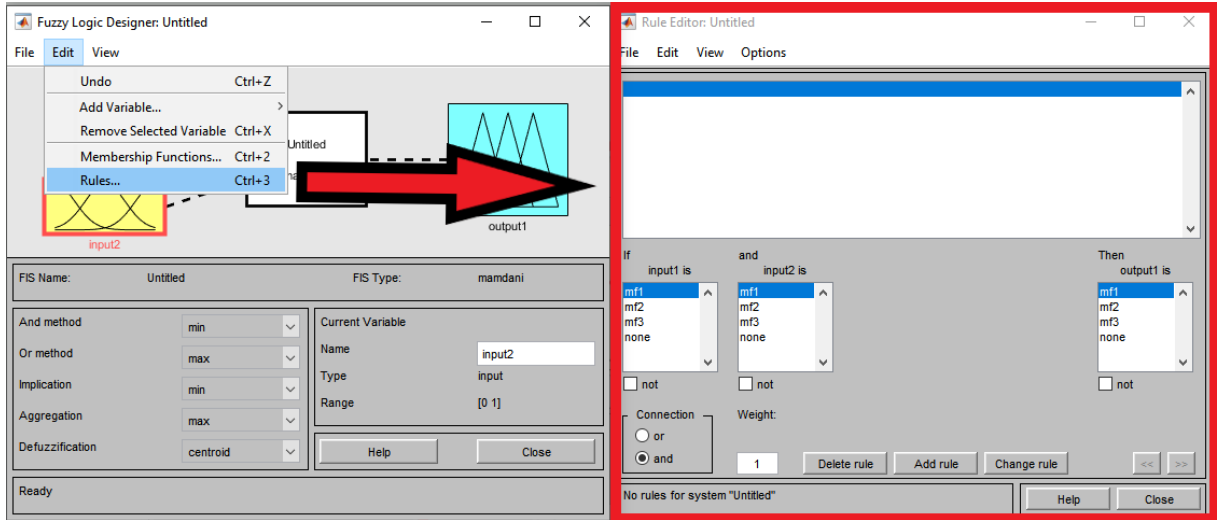 Fuzzy Logic Designer: Untitled
File Edit View
Undo Ctrl+Z
Add Variable... >
Remove Selected Variable Ctrl+X
Membership Functions... Ctrl+2
Rules... Ctrl+3
Untitled
input2
output1
FIS Name: Untitled FIS Type: mamdani
And method min
Or method max
Implication min
Aggregation max
Defuzzification centroid
Current Variable
Name input2
Type input
Range [0 1]
Help Close
Ready
Rule Editor: Untitled
File Edit View Options
If and Then
input1 is input2 is output1 is
mf1 mf1 mf1
mf2 mf2 mf2
mf3 mf3 mf3
none none none
not not not
Connection Weight:
or
and 1 Delete rule Add rule Change rule << >>
No rules for system "Untitled" Help Close